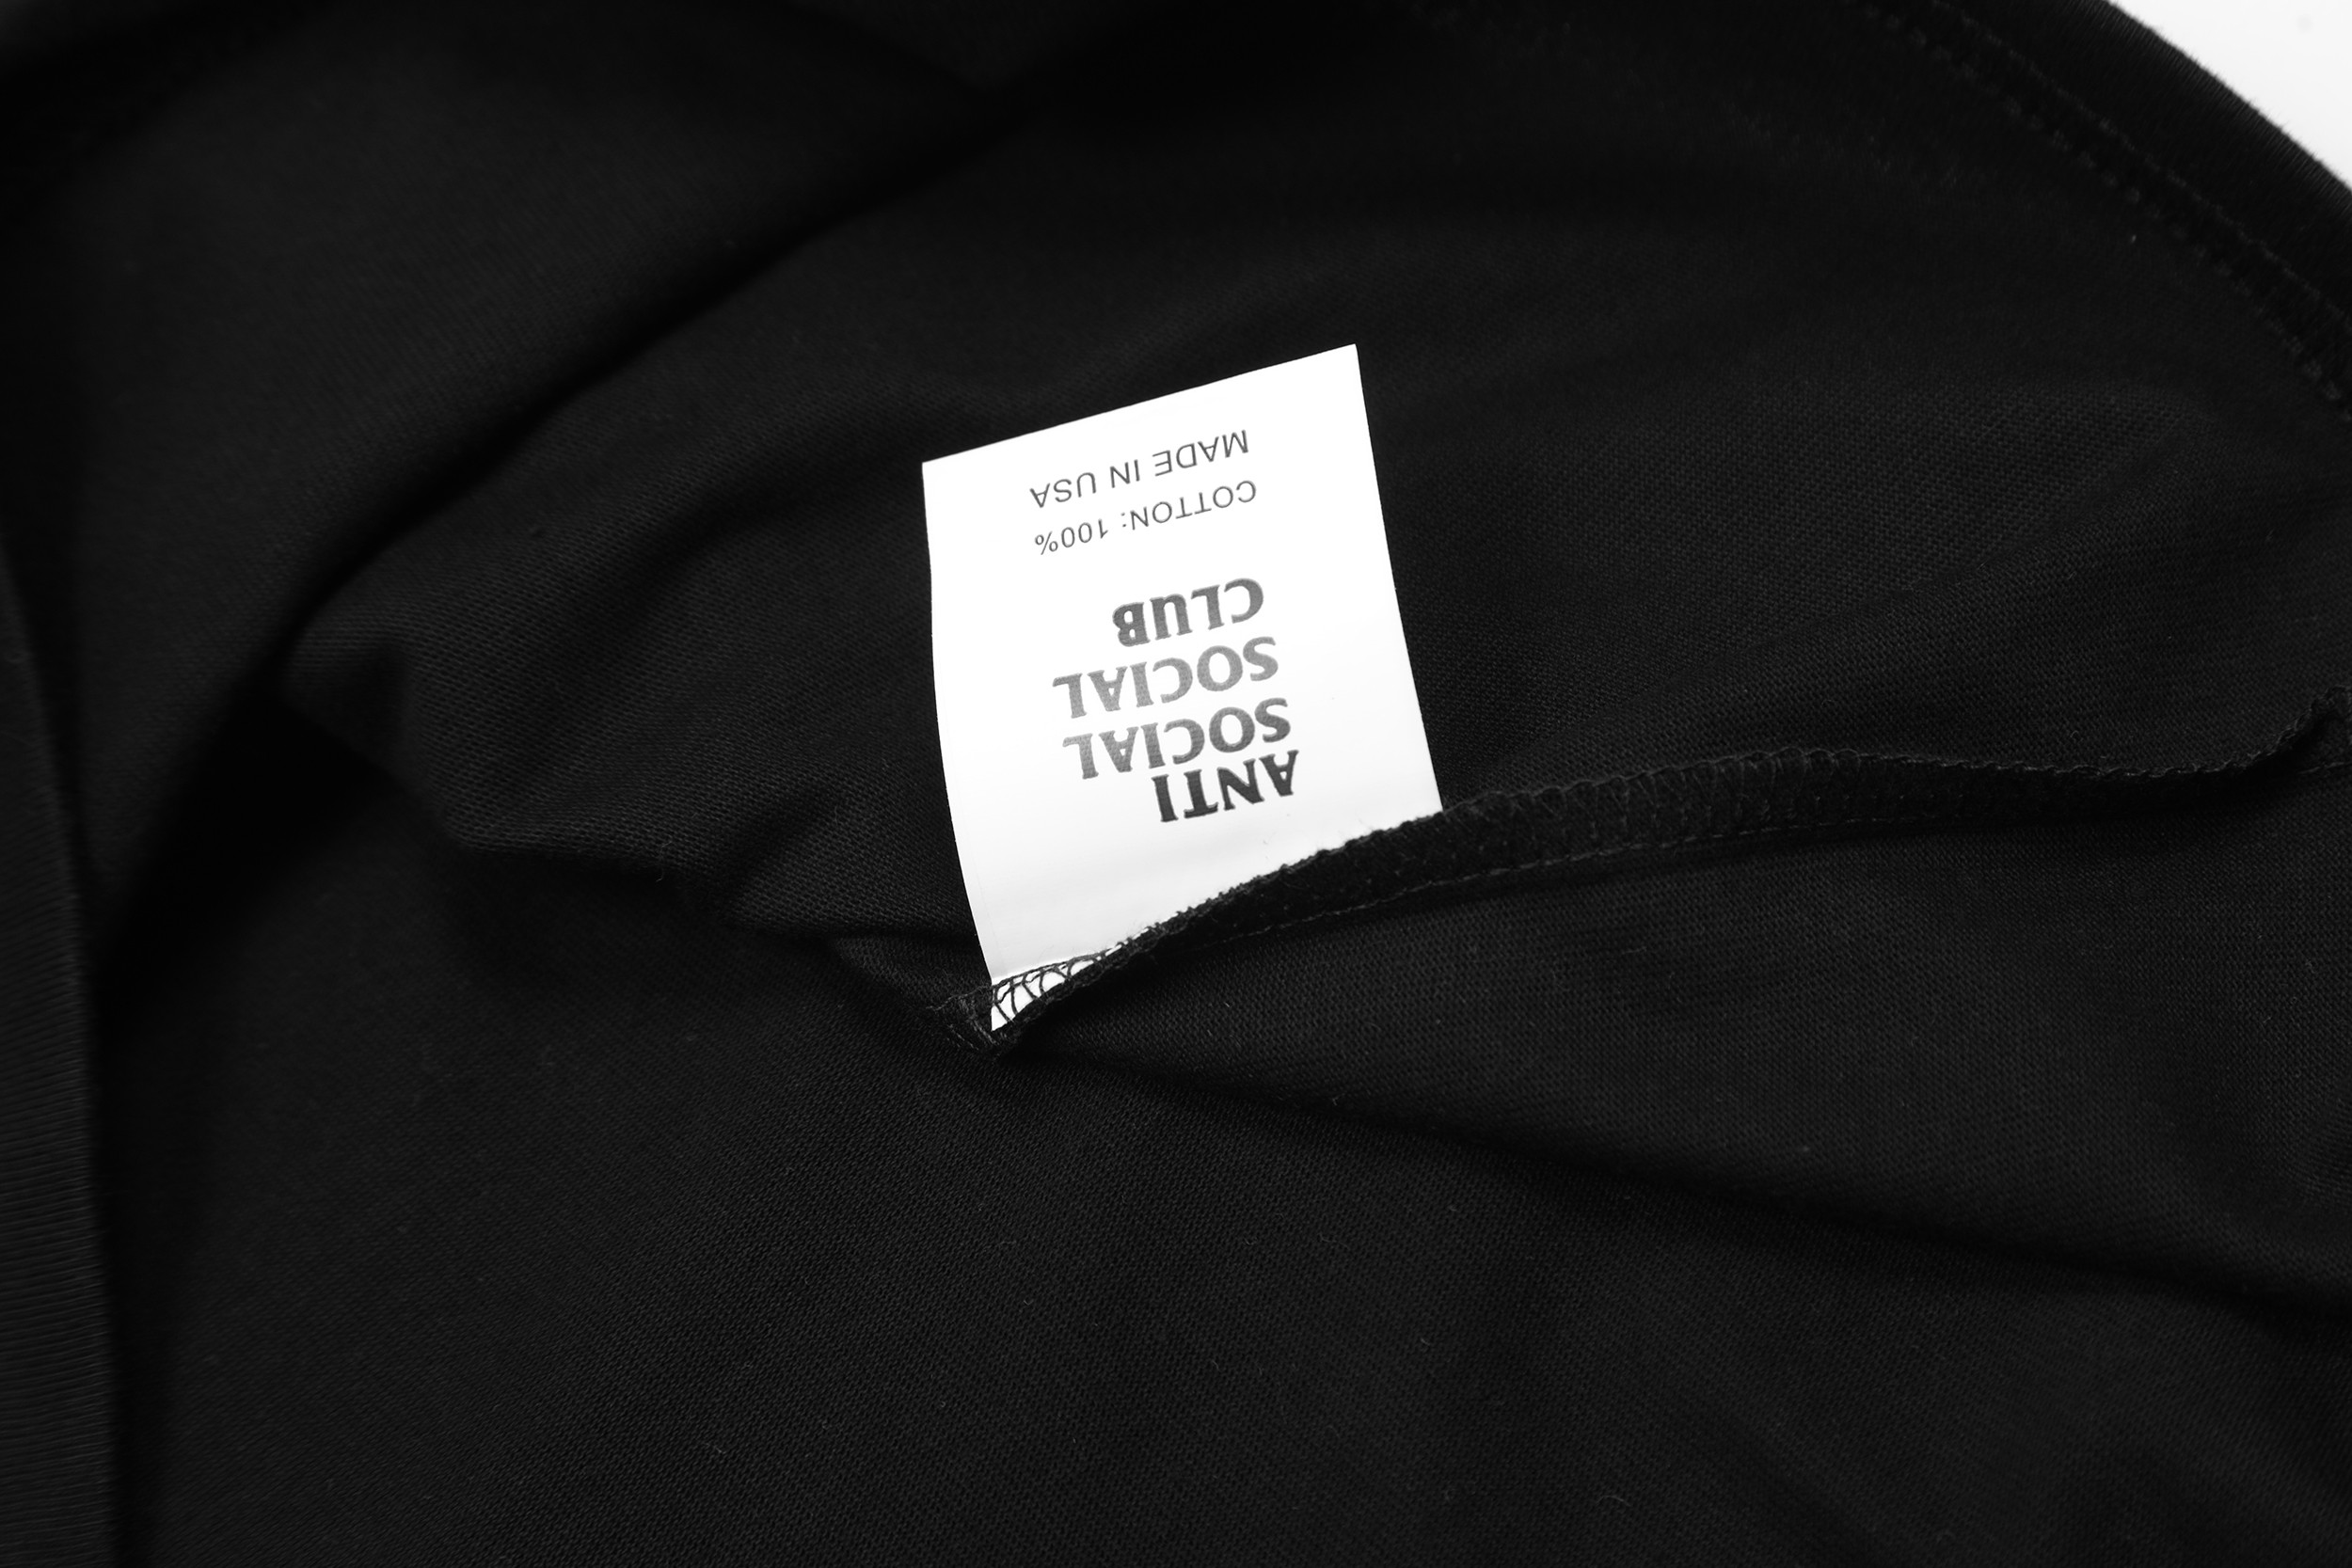 ANTI
SOCIAL
SOCIAL
CLUB
COTTON: 100%
MADE IN USA